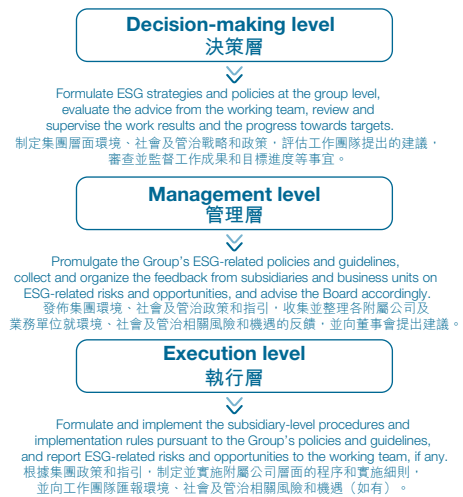 Decision-making level
決策層
Formulate ESG strategies and policies at the group level,
evaluate the advice from the working team, review and
supervise the work results and the progress towards targets.
制定集團層面環境、社會及管治戰略和政策，評估工作團隊提出的建議，
審查並監督工作成果和目標進度等事宜。
Management level
管理層
Promulgate the Group's ESG-related policies and guidelines,
collect and organize the feedback from subsidiaries and business units on
ESG-related risks and opportunities, and advise the Board accordingly.
發佈集團環境、社會及管治政策和指引，收集並整理各附屬公司及
業務單位就環境、社會及管治相關風險和機遇的反饋，並向董事會提出建議。
Execution level
執行層
Formulate and implement the subsidiary-level procedures and
implementation rules pursuant to the Group's policies and guidelines,
and report ESG-related risks and opportunities to the working team, if any.
根據集團政策和指引，制定並實施附屬公司層面的程序和實施細則，
並向工作團隊匯報環境、社會及管治相關風險和機遇（如有）。